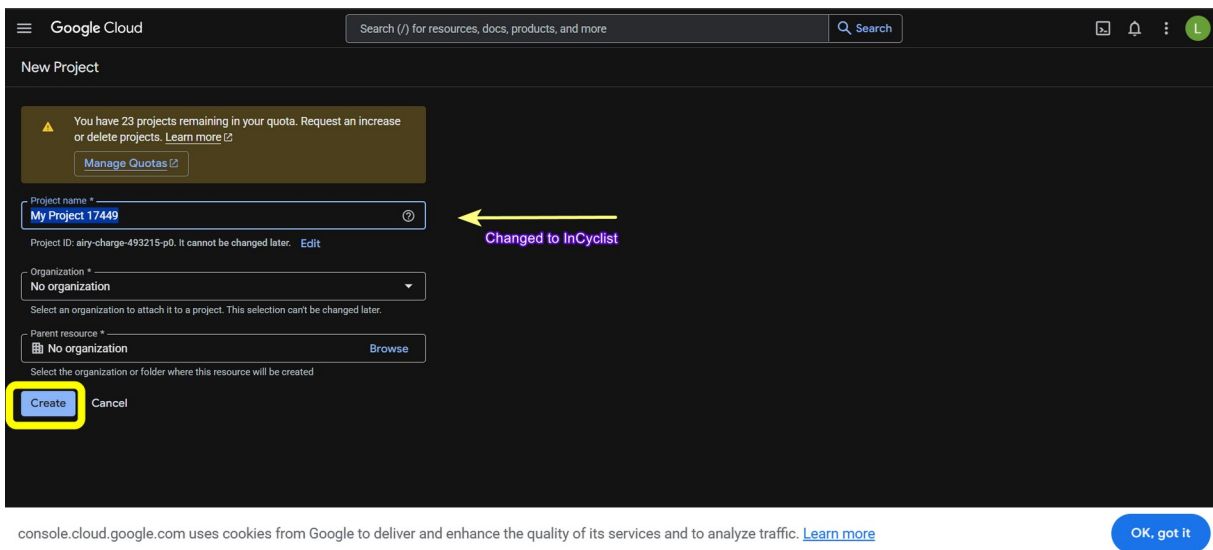 Google Cloud
Search (/) for resources, docs, products, and more
Search
L
New Project
You have 23 projects remaining in your quota. Request an increase
or delete projects. Learn more
Manage Quotas
Project name *
My Project 17449
Changed to InCyclist
Project ID: airy-charge-493215-p0. It cannot be changed later. Edit
Organization *
No organization
Select an organization to attach it to a project. This selection can't be changed later.
Parent resource *
No organization
Browse
Select the organization or folder where this resource will be created
Create
Cancel
console.cloud.google.com uses cookies from Google to deliver and enhance the quality of its services and to analyze traffic. Learn more
OK, got it